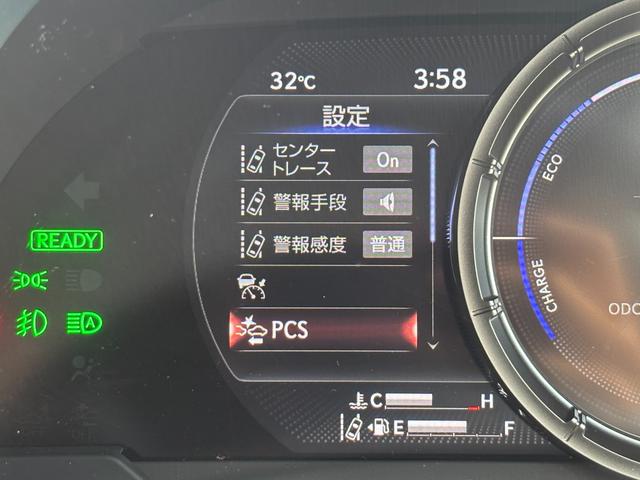 32℃ 3:58
設定
センター
トレース On
警報手段
警報感度 普通
PCS
READY
A
C H
E F
ECO
CHARGE
ODO